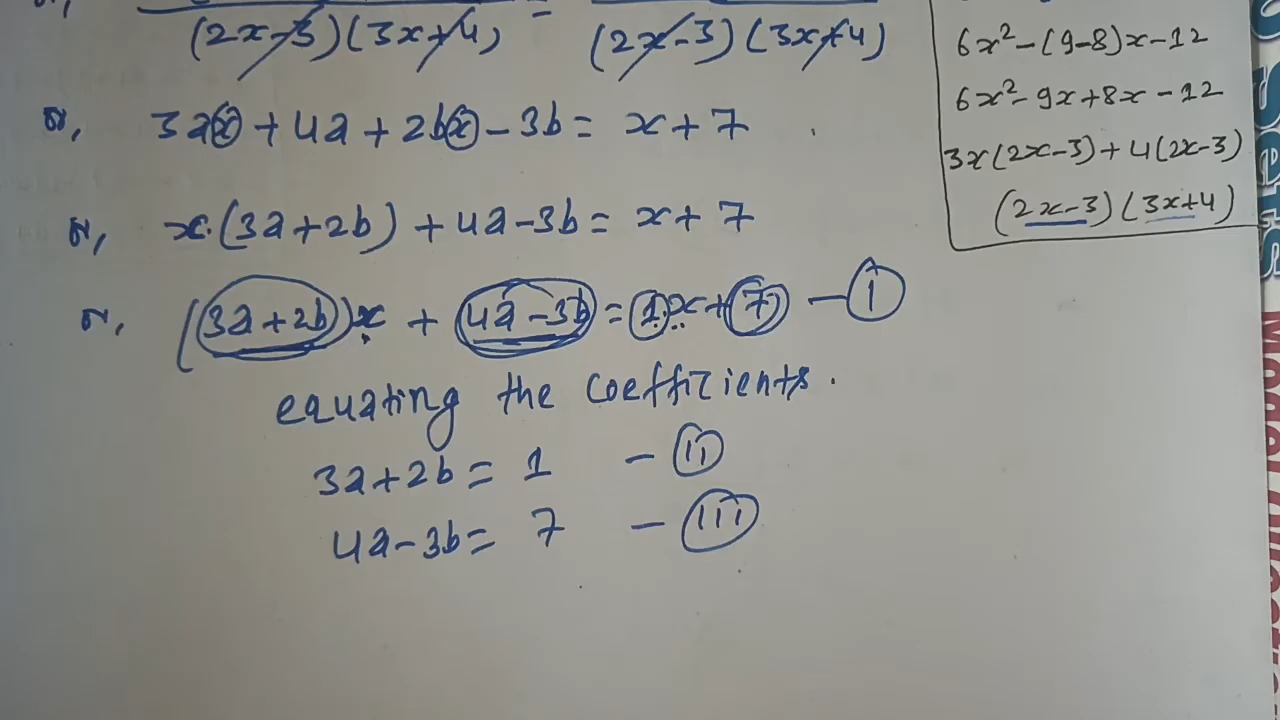 (2x-3)(3x+4) = (2x-3)(3x+4)
or, 3ax + 4a + 2bx - 3b = x + 7
or, x.(3a+2b) + 4a-3b = x + 7
or, (3a+2b)x + 4a-3b = 1x + 7 - (i)
equating the coefficients.
3a+2b = 1 - (ii)
4a-3b = 7 - (iii)
6x²-(9-8)x-12
6x²-9x+8x-12
3x(2x-3)+4(2x-3)
(2x-3)(3x+4)
Sets
Model